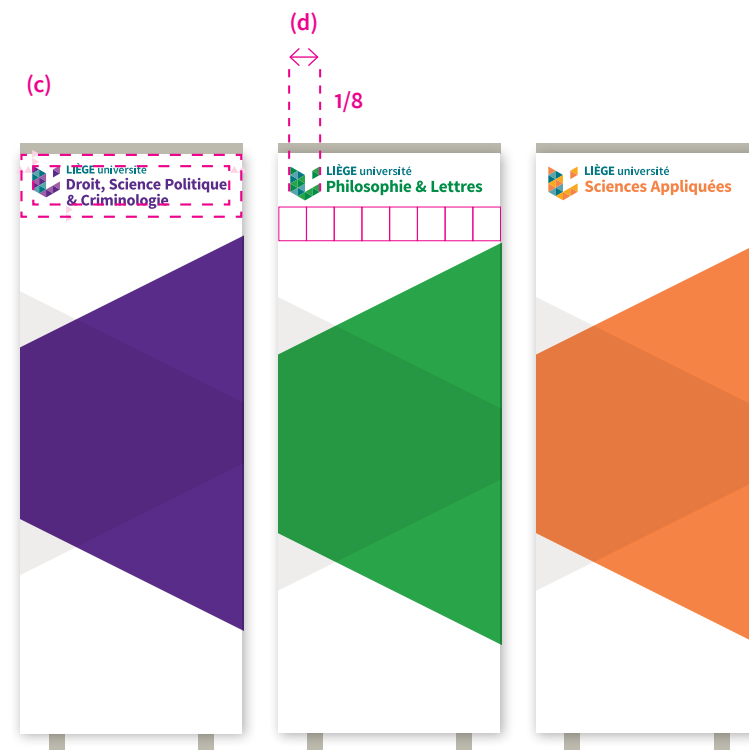 (d)
(c)
1/8
LIÈGE université
Droit, Science Politique
& Criminologie
LIÈGE université
Philosophie & Lettres
LIÈGE université
Sciences Appliquées